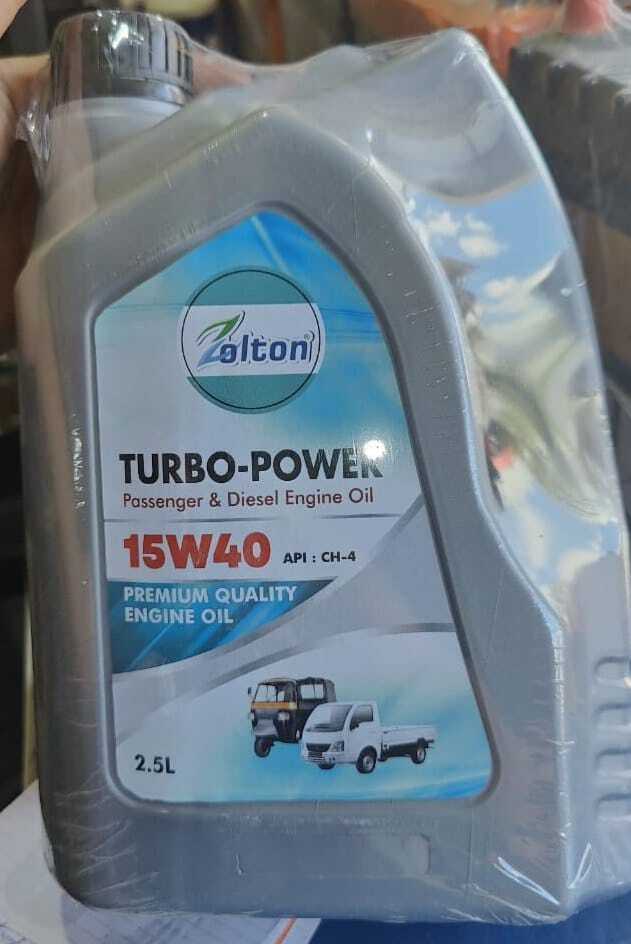 Zolton®
TURBO-POWER
Passenger & Diesel Engine Oil
15W40 API : CH-4
PREMIUM QUALITY
ENGINE OIL
2.5L